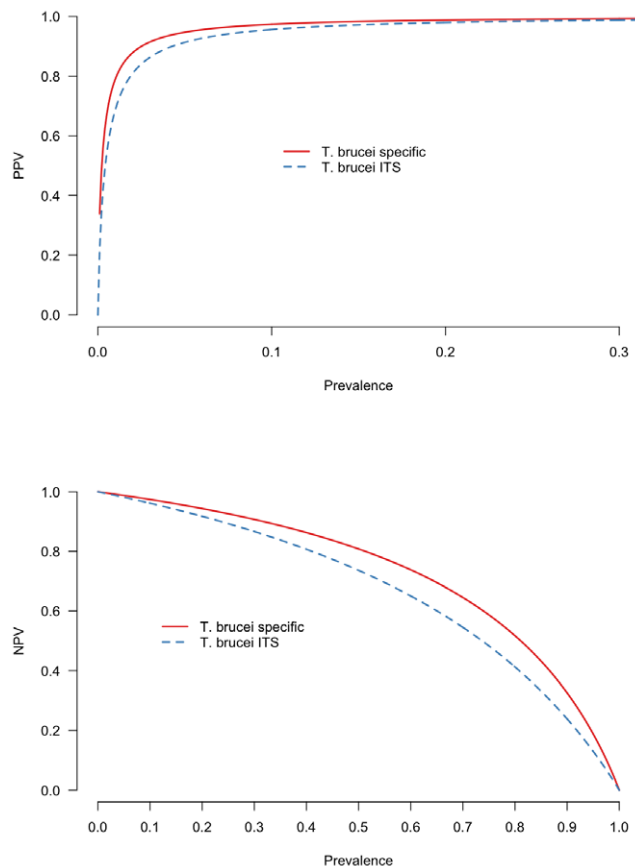 1.0
0.8
0.6
0.4
0.2
0.0
PPV
T. brucei specific
T. brucei ITS
0.0 0.1 0.2 0.3
Prevalence
1.0
0.8
0.6
0.4
0.2
0.0
NPV
T. brucei specific
T. brucei ITS
0.0 0.1 0.2 0.3 0.4 0.5 0.6 0.7 0.8 0.9 1.0
Prevalence